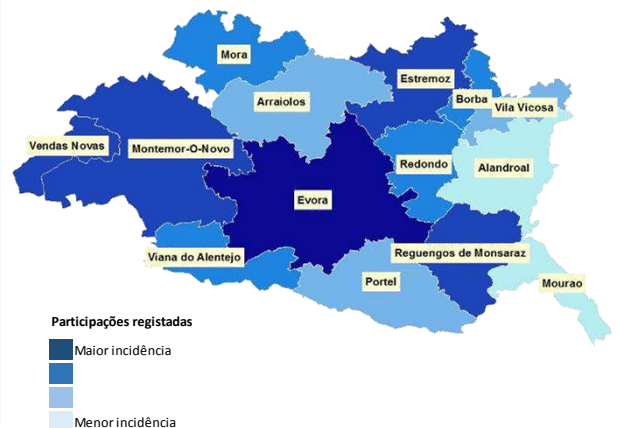 Mora
Estremoz
Arraiolos
Borba
Vila Vicosa
Vendas Novas
Montemor-O-Novo
Redondo
Alandroal
Evora
Viana do Alentejo
Reguengos de Monsaraz
Portel
Mourao
Participações registadas
Maior incidência
Menor incidência